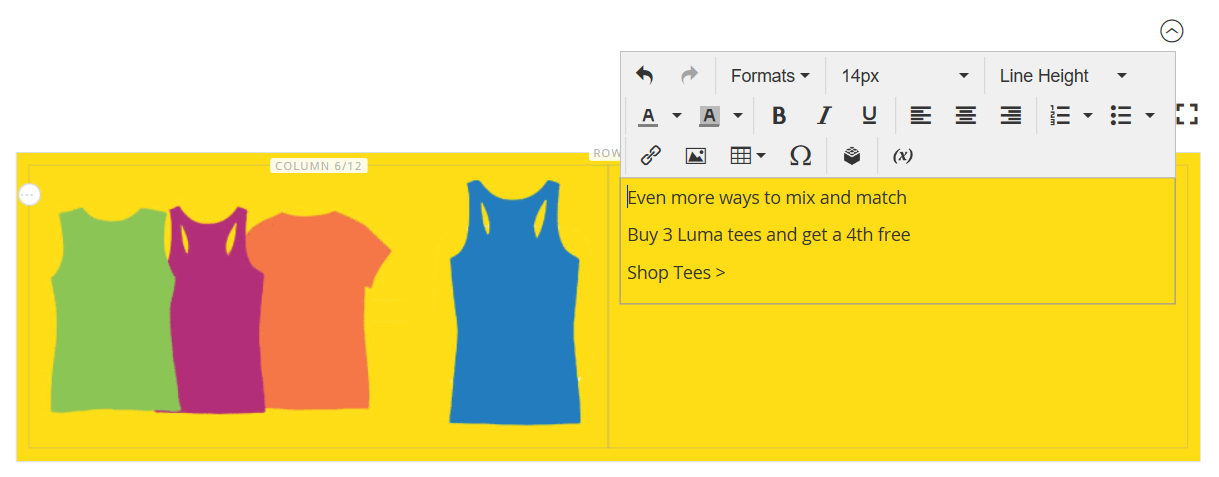 Formats
14px
Line Height
A
A
B
I
U
(x)
ROW
COLUMN 6/12
Even more ways to mix and match
Buy 3 Luma tees and get a 4th free
Shop Tees >